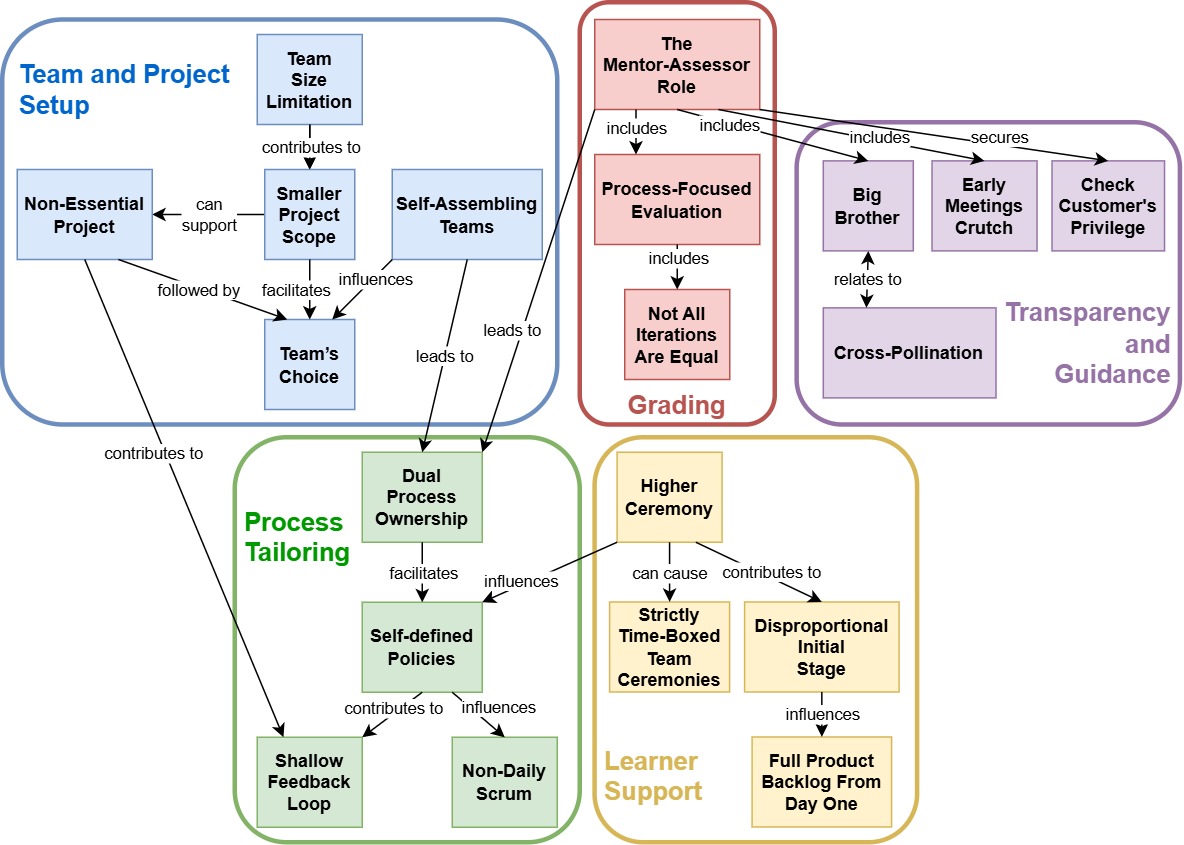 Team and Project
Setup
Team
Size
Limitation
contributes to
Non-Essential
Project
can
support
Smaller
Project
Scope
Self-Assembling
Teams
followed by
facilitates
influences
Team’s
Choice
leads to
leads to
contributes to
The
Mentor-Assessor
Role
includes
includes
includes
secures
Process-Focused
Evaluation
includes
Not All
Iterations
Are Equal
Grading
Big
Brother
Early
Meetings
Crutch
Check
Customer's
Privilege
relates to
Cross-Pollination
Transparency
and
Guidance
Process
Tailoring
Dual
Process
Ownership
facilitates
Self-defined
Policies
contributes to
influences
Shallow
Feedback
Loop
Non-Daily
Scrum
Higher
Ceremony
influences
can cause
contributes to
Strictly
Time-Boxed
Team
Ceremonies
Disproportional
Initial
Stage
influences
Full Product
Backlog From
Day One
Learner
Support